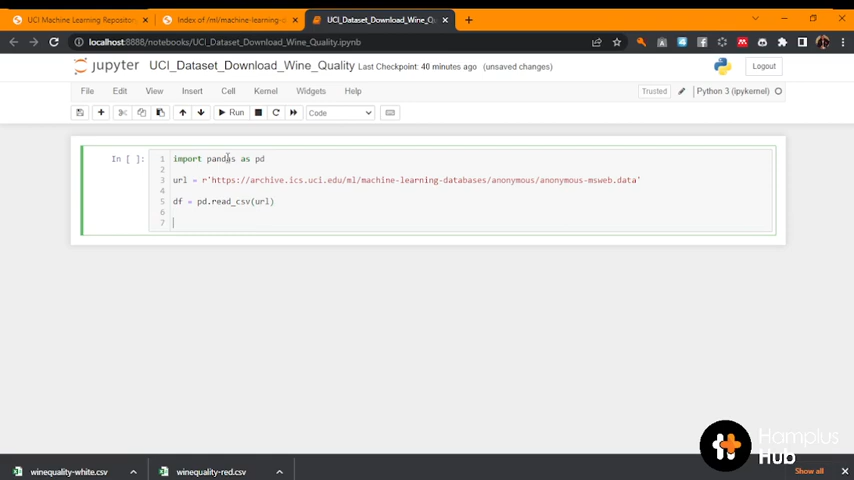 UCI Machine Learning Repository
Index of /ml/machine-learning-d
UCI_Dataset_Download_Wine_Qu
localhost:8888/notebooks/UCI_Dataset_Download_Wine_Quality.ipynb
jupyter UCI_Dataset_Download_Wine_Quality Last Checkpoint: 40 minutes ago (unsaved changes)
Logout
File Edit View Insert Cell Kernel Widgets Help
Trusted Python 3 (ipykernel)
Run Code
In [ ]: 1 import pandas as pd
2
3 url = r'https://archive.ics.uci.edu/ml/machine-learning-databases/anonymous/anonymous-msweb.data'
4
5 df = pd.read_csv(url)
6
7
Hamplus
Hub
winequality-white.csv winequality-red.csv Show all